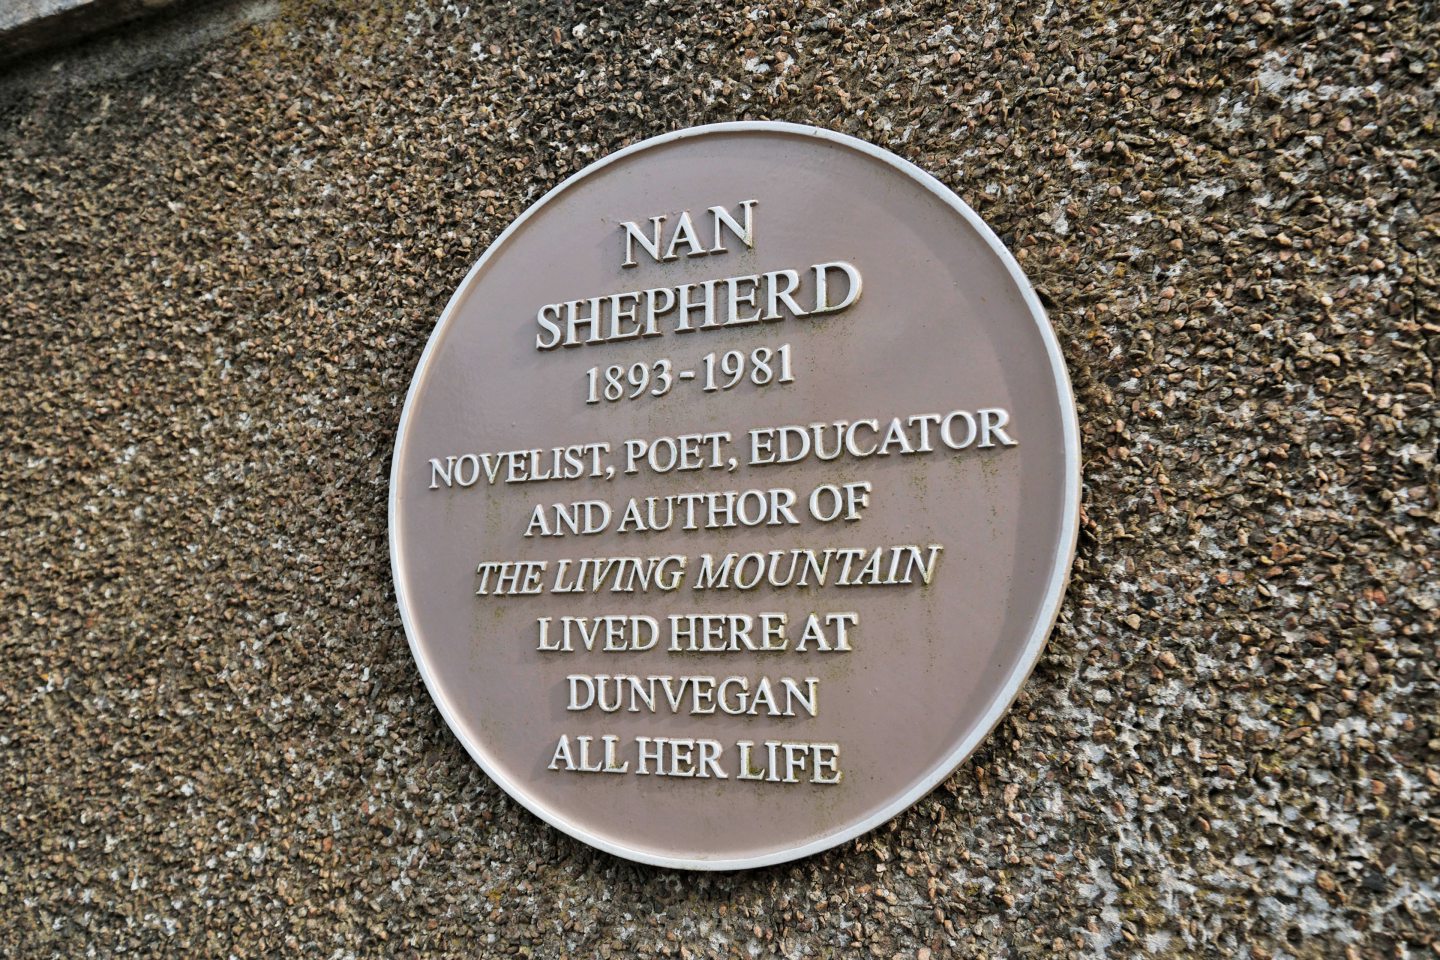 NAN
SHEPHERD
1893-1981
NOVELIST, POET, EDUCATOR
AND AUTHOR OF
THE LIVING MOUNTAIN
LIVED HERE AT
DUNVEGAN
ALL HER LIFE